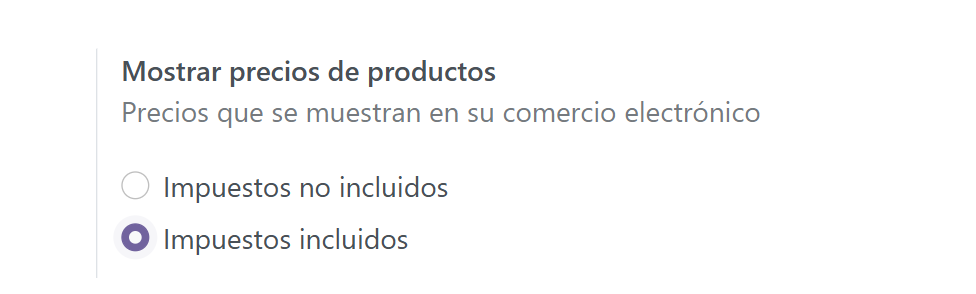 Mostrar precios de productos
Precios que se muestran en su comercio electrónico
Impuestos no incluidos
Impuestos incluidos